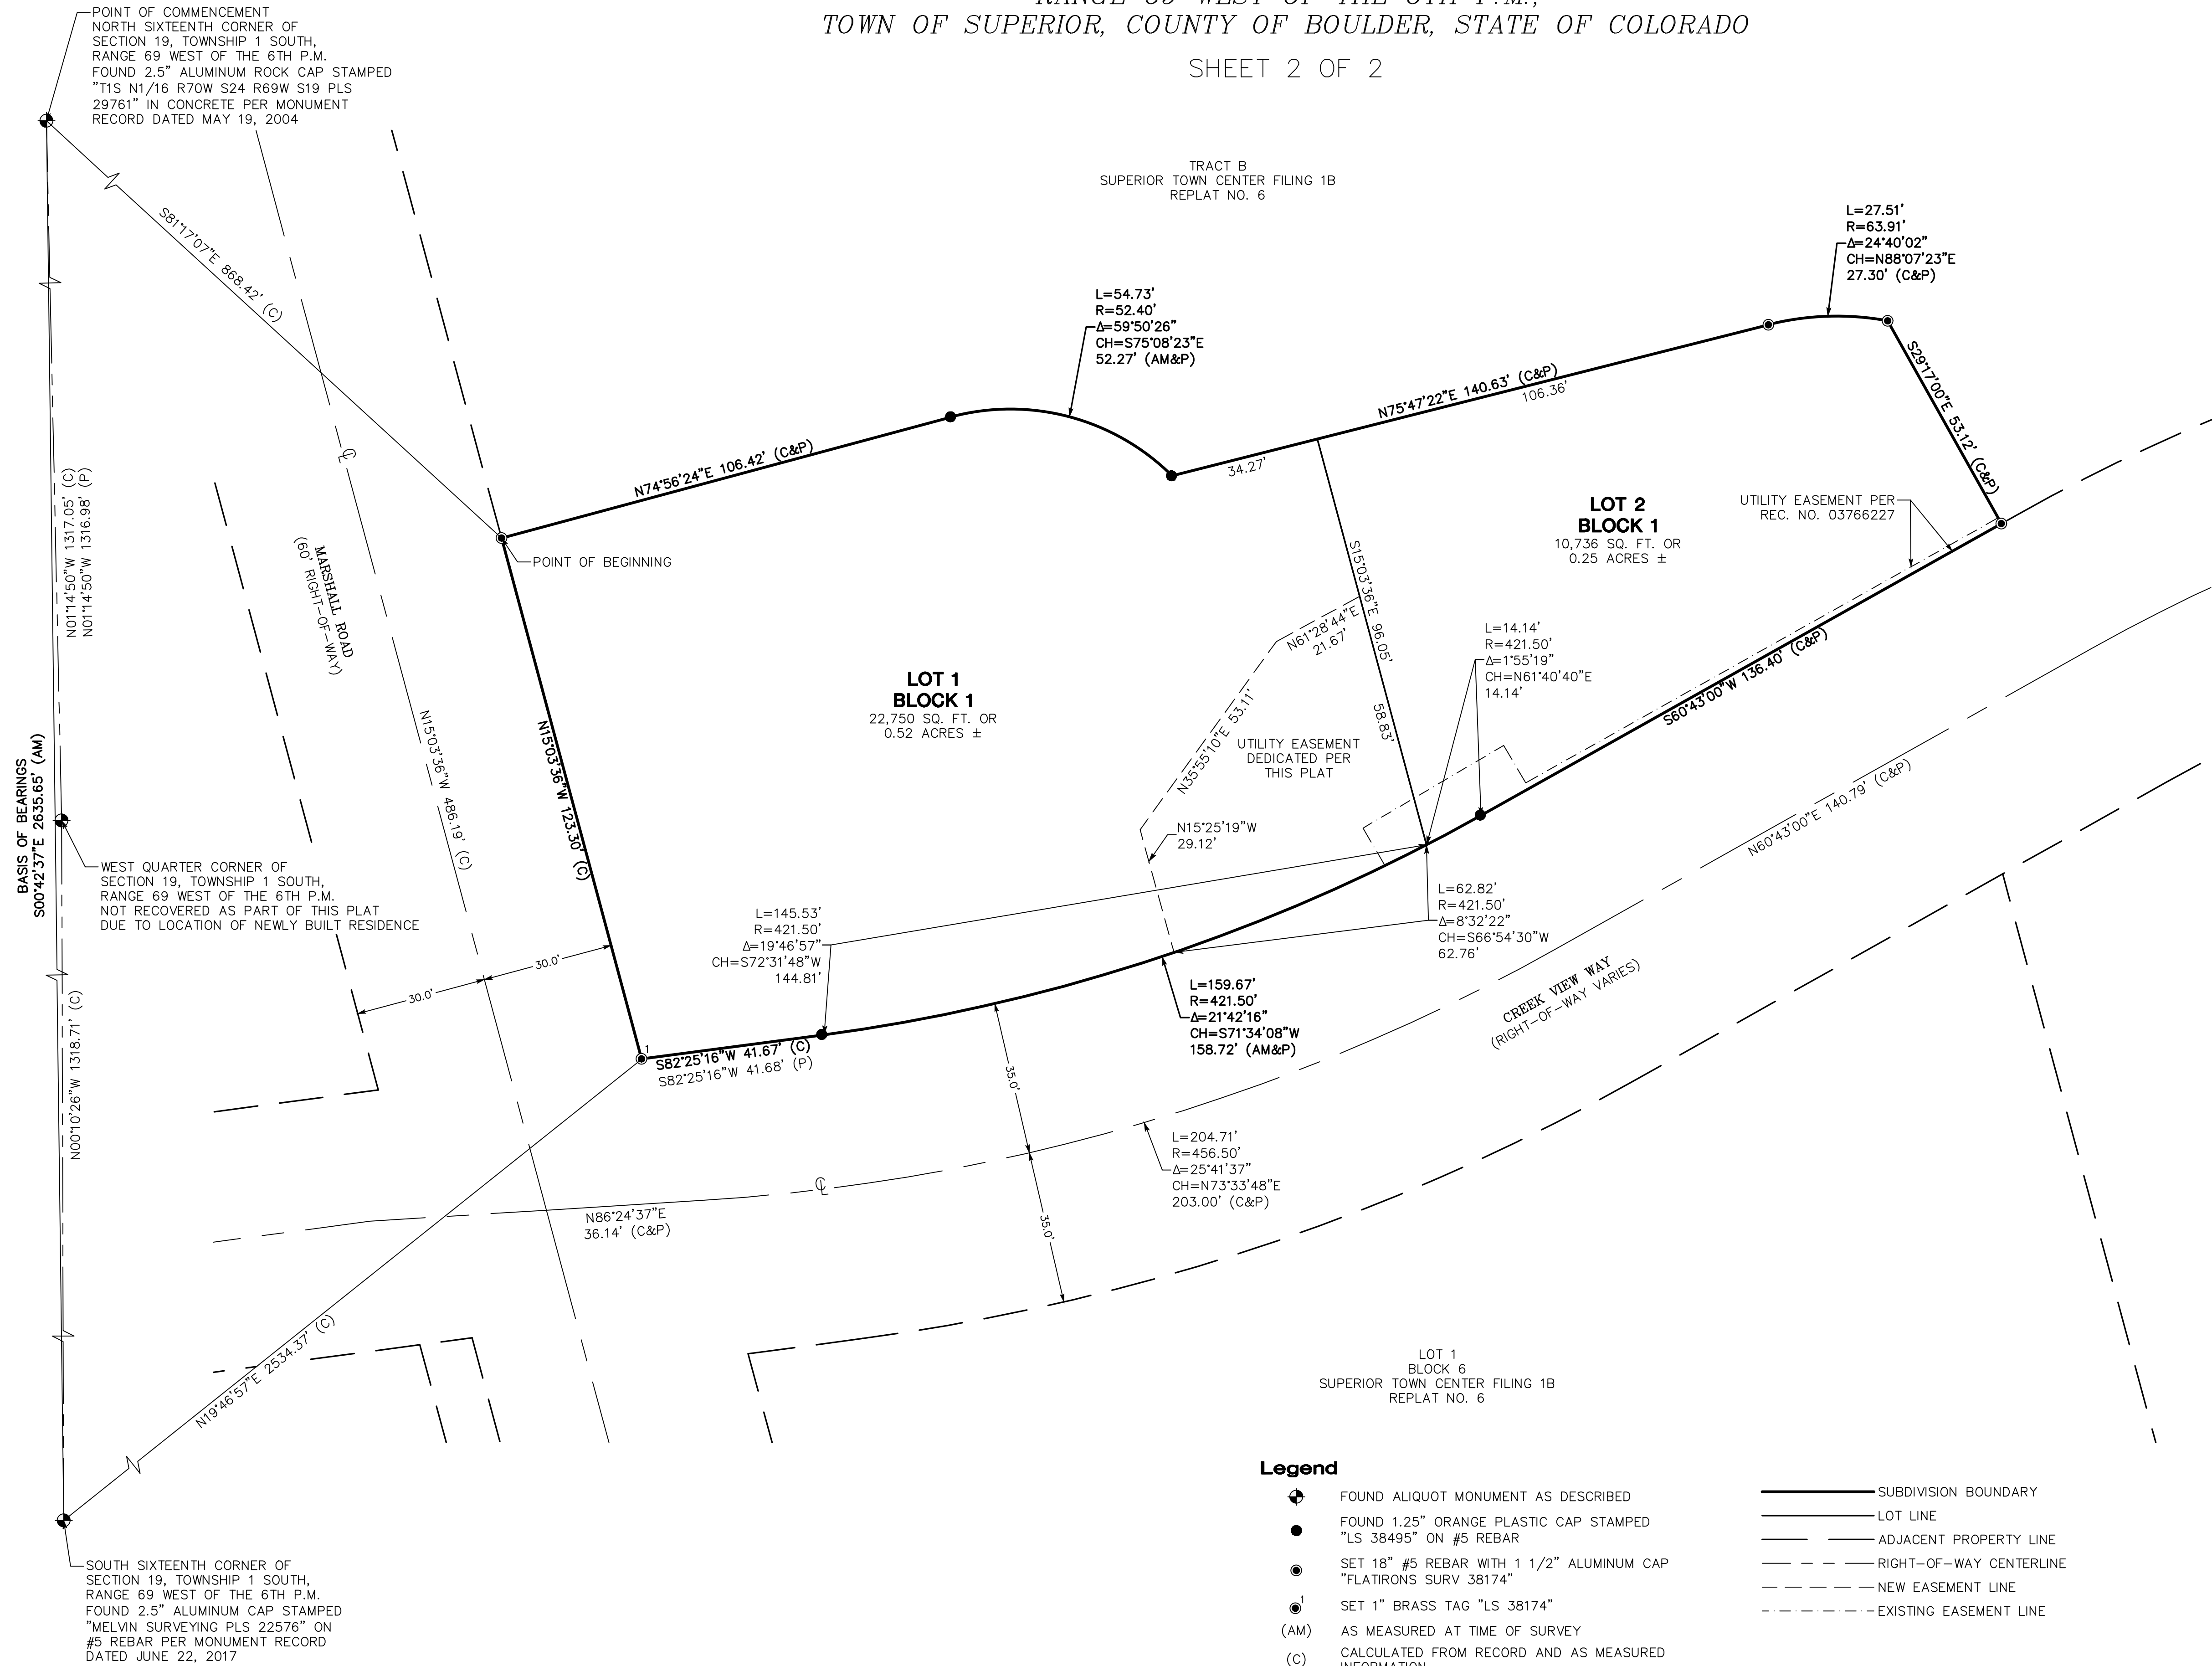 TOWN OF SUPERIOR, COUNTY OF BOULDER, STATE OF COLORADO
SHEET 2 OF 2
POINT OF COMMENCEMENT
NORTH SIXTEENTH CORNER OF
SECTION 19, TOWNSHIP 1 SOUTH,
RANGE 69 WEST OF THE 6TH P.M.
FOUND 2.5" ALUMINUM ROCK CAP STAMPED
"T1S N1/16 R70W S24 R69W S19 PLS
29761" IN CONCRETE PER MONUMENT
RECORD DATED MAY 19, 2004
TRACT B
SUPERIOR TOWN CENTER FILING 1B
REPLAT NO. 6
S81°17'07"E 868.42' (C)
L=54.73'
R=52.40'
Δ=59°50'26"
CH=S75°08'23"E
52.27' (AM&P)
L=27.51'
R=63.91'
Δ=24°40'02"
CH=N88°07'23"E
27.30' (C&P)
N74°56'24"E 106.42' (C&P)
N75°47'22"E 140.63' (C&P)
106.36'
34.27'
S29°17'00"E 53.12' (C&P)
N01°14'50"W 1317.05' (C)
N01°14'50"W 1316.98' (P)
BASIS OF BEARINGS
S00°42'37"E 2635.65' (AM)
N00°10'26"W 1318.71' (C)
MARSHALL ROAD
(60' RIGHT-OF-WAY)
POINT OF BEGINNING
LOT 2
BLOCK 1
10,736 SQ. FT. OR
0.25 ACRES ±
UTILITY EASEMENT PER
REC. NO. 03766227
S15°03'36"E 96.05'
58.83'
N61°28'44"E
21.67'
N35°55'10"E 53.11'
UTILITY EASEMENT
DEDICATED PER
THIS PLAT
N15°25'19"W
29.12'
LOT 1
BLOCK 1
22,750 SQ. FT. OR
0.52 ACRES ±
L=14.14'
R=421.50'
Δ=1°55'19"
CH=N61°40'40"E
14.14'
S60°43'00"W 136.40' (C&P)
N60°43'00"E 140.79' (C&P)
N15°03'36"W 123.30' (C)
N15°03'36"W 486.19' (C)
WEST QUARTER CORNER OF
SECTION 19, TOWNSHIP 1 SOUTH,
RANGE 69 WEST OF THE 6TH P.M.
NOT RECOVERED AS PART OF THIS PLAT
DUE TO LOCATION OF NEWLY BUILT RESIDENCE
30.0'
30.0'
L=145.53'
R=421.50'
Δ=19°46'57"
CH=S72°31'48"W
144.81'
L=62.82'
R=421.50'
Δ=8°32'22"
CH=S66°54'30"W
62.76'
L=159.67'
R=421.50'
Δ=21°42'16"
CH=S71°34'08"W
158.72' (AM&P)
CREEK VIEW WAY
(RIGHT-OF-WAY VARIES)
1
S82°25'16"W 41.67' (C)
S82°25'16"W 41.68' (P)
35.0'
35.0'
L=204.71'
R=456.50'
Δ=25°41'37"
CH=N73°33'48"E
203.00' (C&P)
N86°24'37"E
36.14' (C&P)
N19°46'57"E 2534.37' (C)
LOT 1
BLOCK 6
SUPERIOR TOWN CENTER FILING 1B
REPLAT NO. 6
SOUTH SIXTEENTH CORNER OF
SECTION 19, TOWNSHIP 1 SOUTH,
RANGE 69 WEST OF THE 6TH P.M.
FOUND 2.5" ALUMINUM CAP STAMPED
"MELVIN SURVEYING PLS 22576" ON
#5 REBAR PER MONUMENT RECORD
DATED JUNE 22, 2017
Legend
FOUND ALIQUOT MONUMENT AS DESCRIBED
FOUND 1.25" ORANGE PLASTIC CAP STAMPED
"LS 38495" ON #5 REBAR
SET 18" #5 REBAR WITH 1 1/2" ALUMINUM CAP
"FLATIRONS SURV 38174"
1 SET 1" BRASS TAG "LS 38174"
(AM) AS MEASURED AT TIME OF SURVEY
(C) CALCULATED FROM RECORD AND AS MEASURED
SUBDIVISION BOUNDARY
LOT LINE
ADJACENT PROPERTY LINE
RIGHT-OF-WAY CENTERLINE
NEW EASEMENT LINE
EXISTING EASEMENT LINE